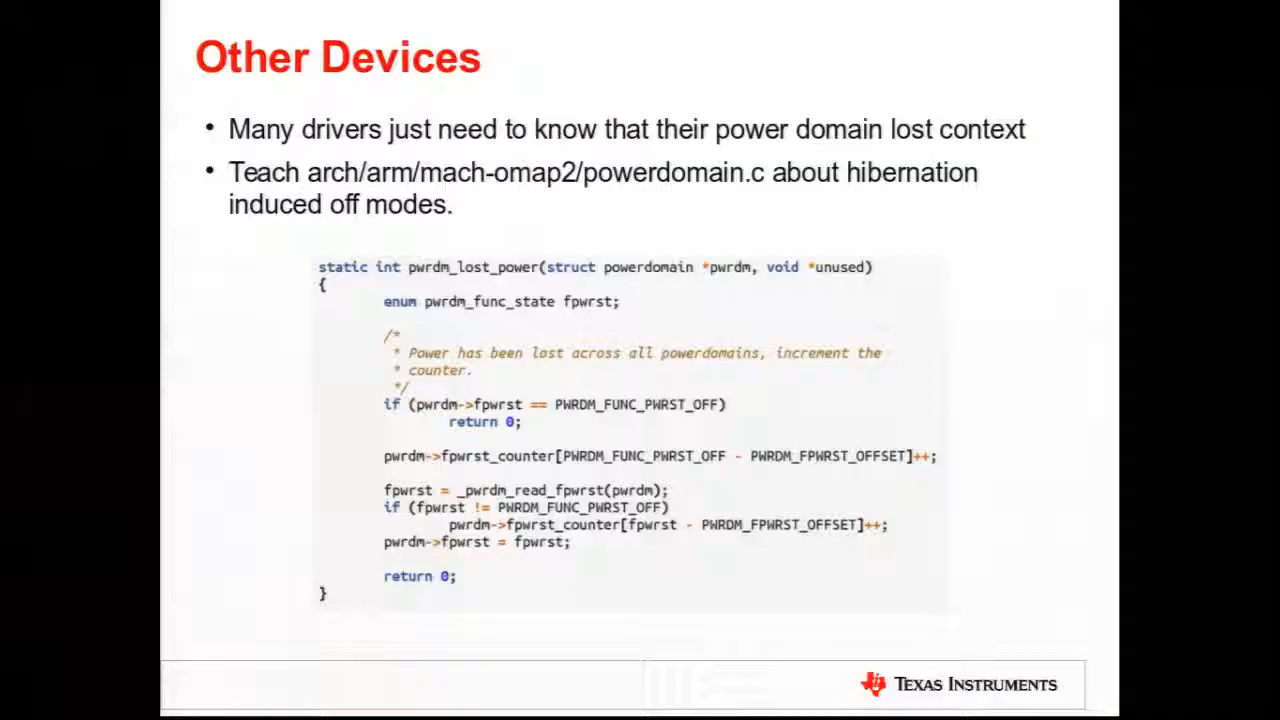 Other Devices
• Many drivers just need to know that their power domain lost context
• Teach arch/arm/mach-omap2/powerdomain.c about hibernation
induced off modes.
static int pwrdm_lost_power(struct powerdomain *pwrdm, void *unused)
{
enum pwrdm_func_state fpwrst;
/*
* Power has been lost across all powerdomains, increment the
* counter.
*/
if (pwrdm->fpwrst == PWRDM_FUNC_PWRST_OFF)
return 0;
pwrdm->fpwrst_counter[PWRDM_FUNC_PWRST_OFF - PWRDM_FPWRST_OFFSET]++;
fpwrst = _pwrdm_read_fpwrst(pwrdm);
if (fpwrst != PWRDM_FUNC_PWRST_OFF)
pwrdm->fpwrst_counter[fpwrst - PWRDM_FPWRST_OFFSET]++;
pwrdm->fpwrst = fpwrst;
return 0;
}
TEXAS INSTRUMENTS